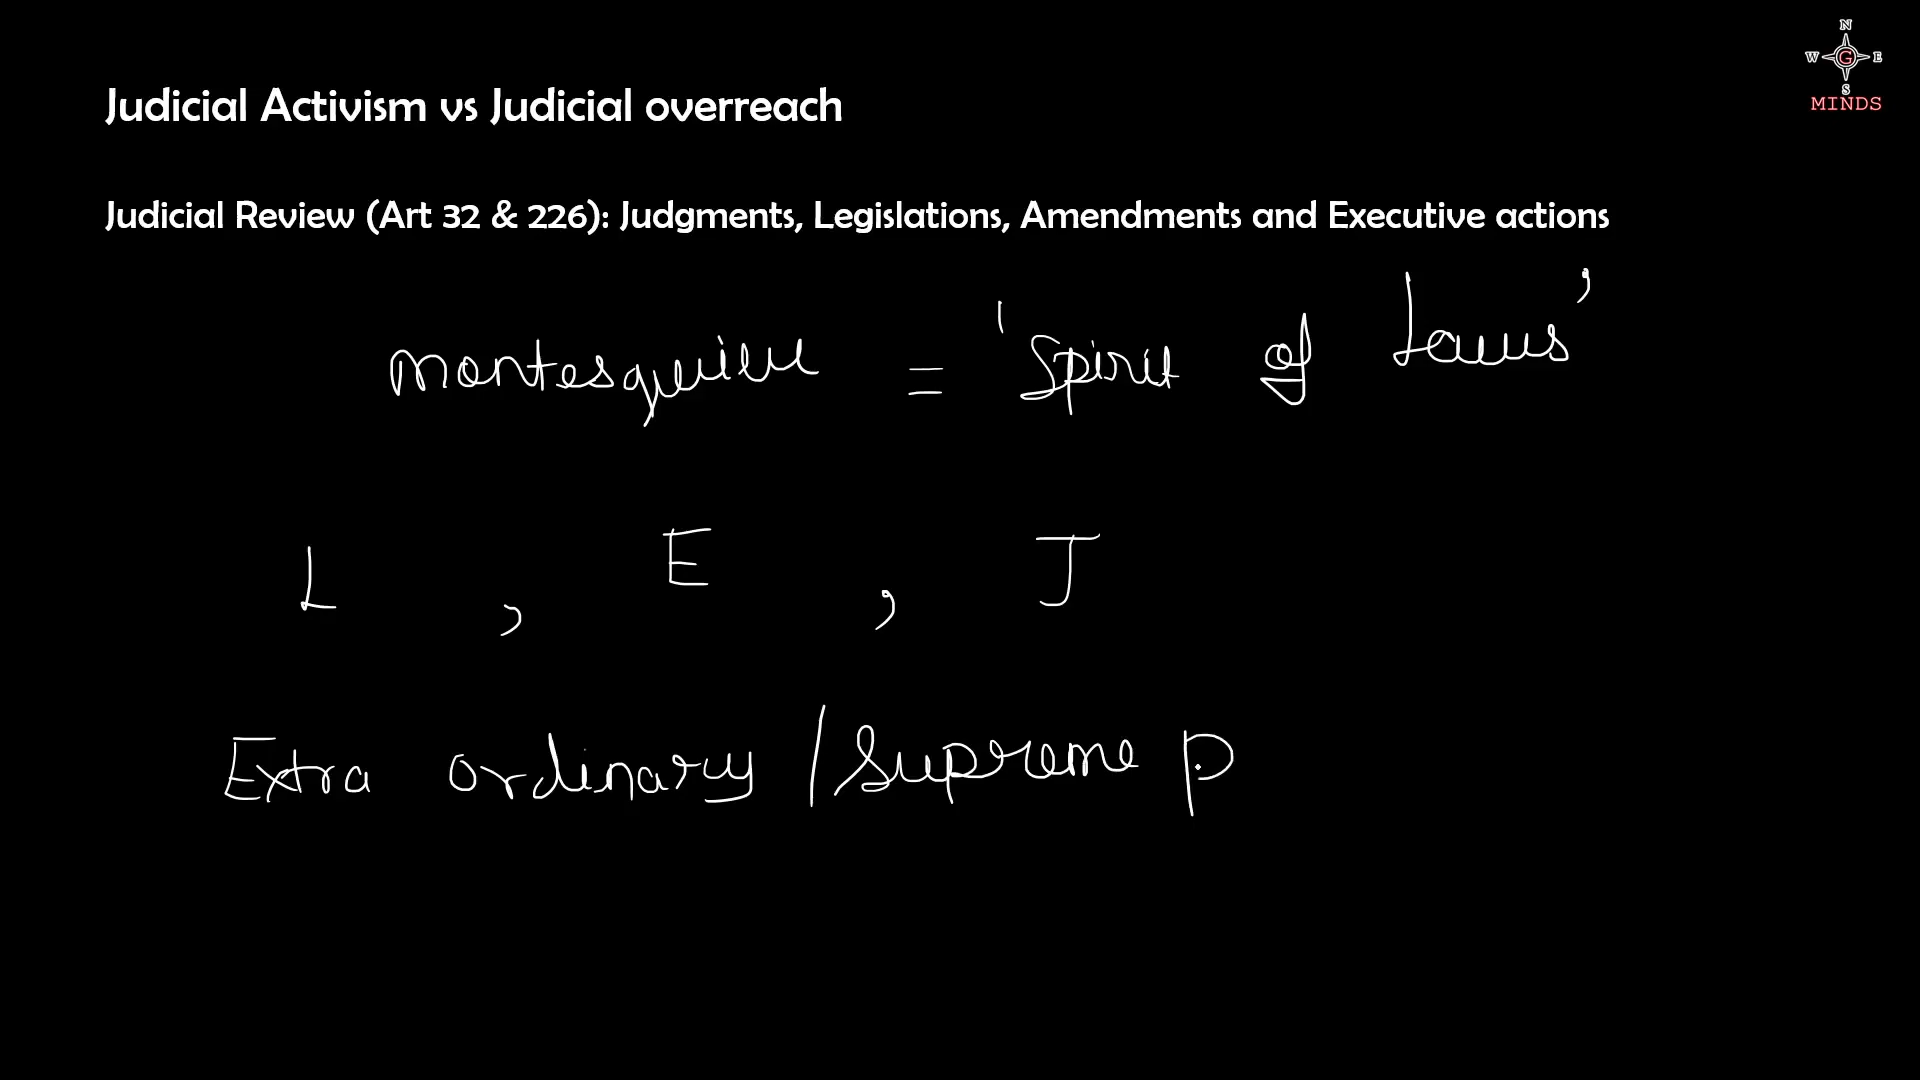 N
W G E
S
MINDS
Judicial Activism vs Judicial overreach
Judicial Review (Art 32 & 226): Judgments, Legislations, Amendments and Executive actions
Montesquieu = 'Spirit of Laws'
L, E, J
Extra ordinary / Supreme P